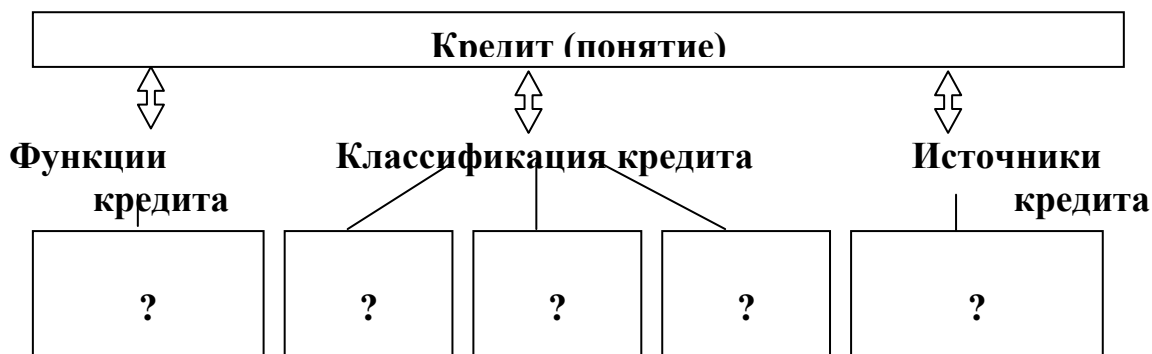 Кредит (понятие)
Функции Классификация кредита Источники
кредита кредита
? ? ? ? ?